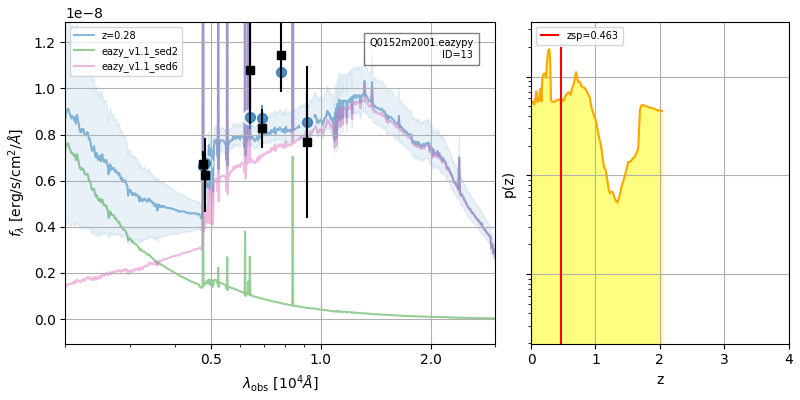 1e−8
z=0.28
eazy_v1.1_sed2
eazy_v1.1_sed6
Q0152m2001.eazypy
ID=13
1.2
1.0
0.8
0.6
0.4
0.2
0.0
f_λ [erg/s/cm²/Å]
0.5
1.0
2.0
λ_obs [10⁴Å]
zsp=0.463
p(z)
0
1
2
3
4
z